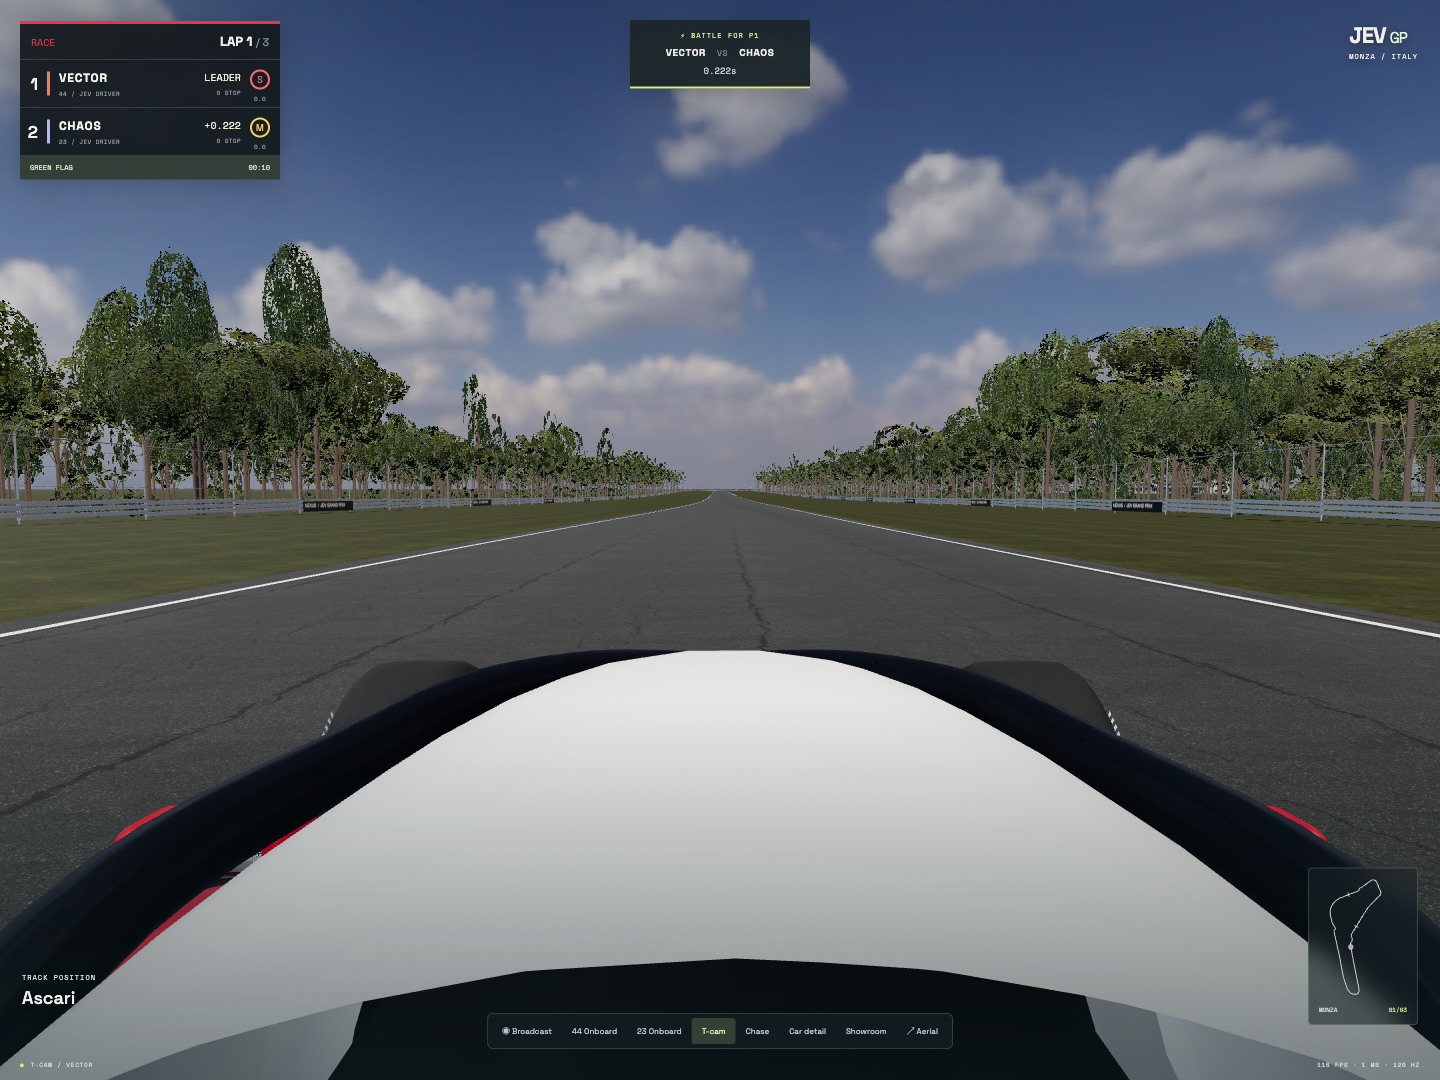 RACE LAP 1 / 3
1 VECTOR LEADER S
44 / JEV DRIVER 0 STOP 0.0
2 CHAOS +0.222 M
23 / JEV DRIVER 0 STOP 0.0
GREEN FLAG 00:10
⚡ BATTLE FOR P1
VECTOR VS CHAOS
0.222s
JEV GP
MONZA / ITALY
TRACK POSITION
Ascari
MONZA 01/03
Broadcast 44 Onboard 23 Onboard T-cam Chase Car detail Showroom Aerial
T-CAM / VECTOR
116 FPS · 1 MS · 120 HZ